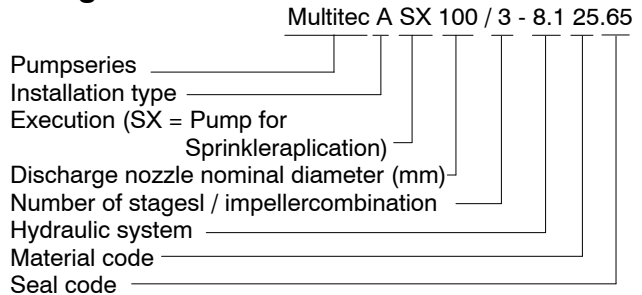 Multitec A SX 100 / 3 - 8.1 25.65
Pumpseries
Installation type
Execution (SX = Pump for
Sprinkleraplication)
Discharge nozzle nominal diameter (mm)
Number of stagesl / impellercombination
Hydraulic system
Material code
Seal code